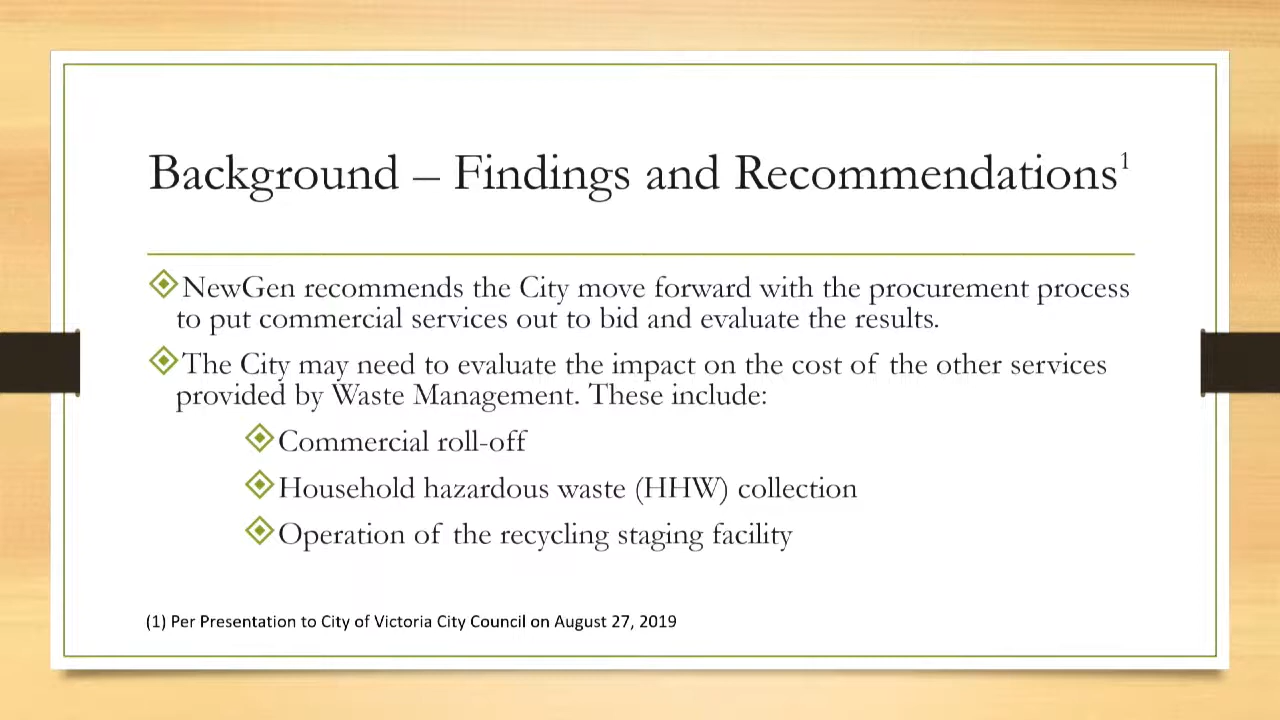 Background – Findings and Recommendations¹
NewGen recommends the City move forward with the procurement process
to put commercial services out to bid and evaluate the results.
The City may need to evaluate the impact on the cost of the other services
provided by Waste Management. These include:
Commercial roll-off
Household hazardous waste (HHW) collection
Operation of the recycling staging facility
(1) Per Presentation to City of Victoria City Council on August 27, 2019